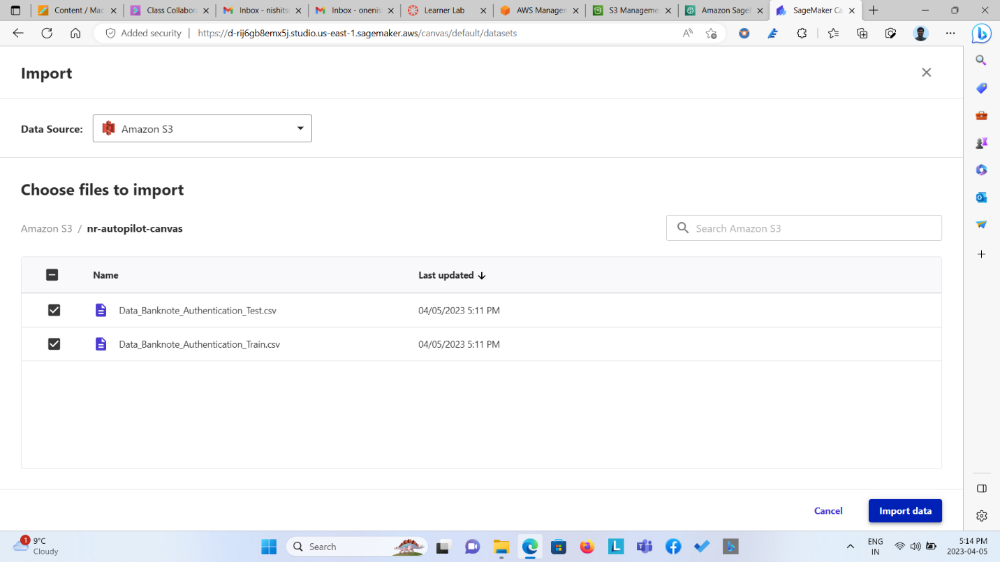 Content / Mac
Class Collabora
Inbox - nishits
Inbox - onenis
Learner Lab
AWS Managem
S3 Manageme
Amazon SageM
SageMaker Ca
Added security
https://d-rij6gb8emx5j.studio.us-east-1.sagemaker.aws/canvas/default/datasets
Import
Data Source:
Amazon S3
Choose files to import
Amazon S3 / nr-autopilot-canvas
Search Amazon S3
Name
Last updated
Data_Banknote_Authentication_Test.csv
04/05/2023 5:11 PM
Data_Banknote_Authentication_Train.csv
04/05/2023 5:11 PM
Cancel
Import data
1
9°C
Cloudy
Search
ENG
IN
5:14 PM
2023-04-05